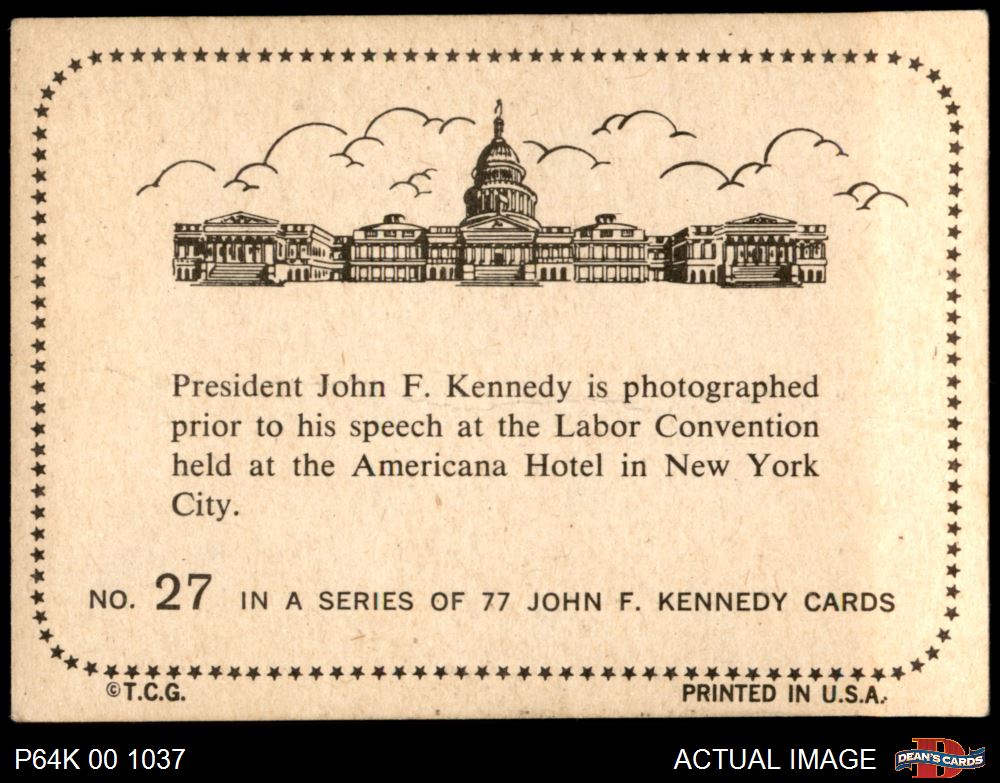 President John F. Kennedy is photographed
prior to his speech at the Labor Convention
held at the Americana Hotel in New York
City.
NO. 27 IN A SERIES OF 77 JOHN F. KENNEDY CARDS
©T.C.G. PRINTED IN U.S.A.
P64K 00 1037 ACTUAL IMAGE D DEAN'S CARDS